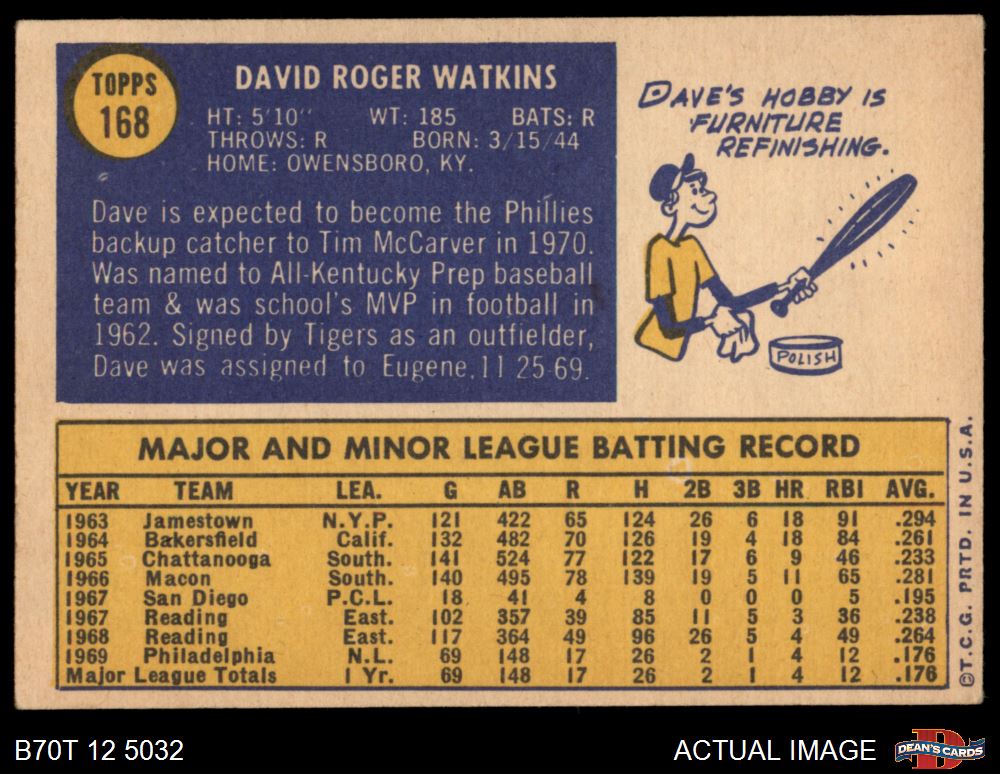 TOPPS
168
DAVID ROGER WATKINS
HT: 5'10" WT: 185 BATS: R
THROWS: R BORN: 3/15/44
HOME: OWENSBORO, KY.
Dave is expected to become the Phillies
backup catcher to Tim McCarver in 1970.
Was named to All-Kentucky Prep baseball
team & was school's MVP in football in
1962. Signed by Tigers as an outfielder,
Dave was assigned to Eugene, 11 25-69.
DAVE'S HOBBY IS
FURNITURE
REFINISHING.
POLISH
MAJOR AND MINOR LEAGUE BATTING RECORD
YEAR TEAM LEA. G AB R H 2B 3B HR RBI AVG.
1963 Jamestown N.Y.P. 121 422 65 124 26 6 18 91 .294
1964 Bakersfield Calif. 132 482 70 126 19 4 18 84 .261
1965 Chattanooga South. 141 524 77 122 17 6 9 46 .233
1966 Macon South. 140 495 78 139 19 5 11 65 .281
1967 San Diego P.C.L. 18 41 4 8 0 0 0 5 .195
1967 Reading East. 102 357 39 85 11 5 3 36 .238
1968 Reading East. 117 364 49 96 26 5 4 49 .264
1969 Philadelphia N.L. 69 148 17 26 2 1 4 12 .176
Major League Totals 1 Yr. 69 148 17 26 2 1 4 12 .176
©T.C.G. PRTD. IN U.S.A.
B70T 12 5032
ACTUAL IMAGE
DEAN'S CARDS